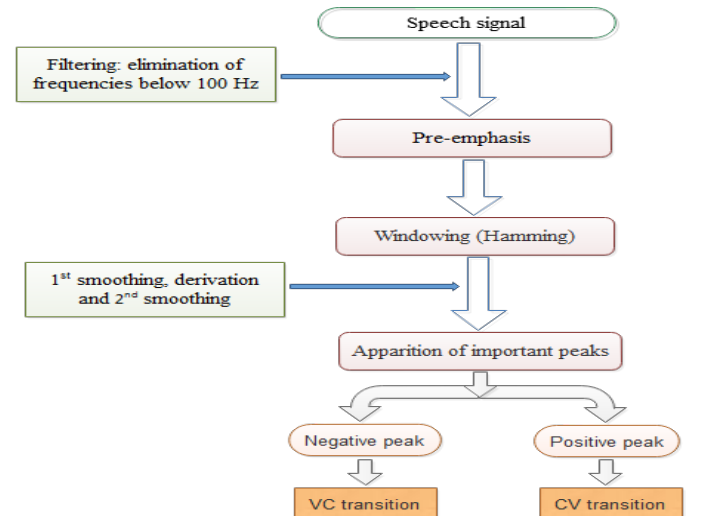 Speech signal
Filtering: elimination of
frequencies below 100 Hz
Pre-emphasis
Windowing (Hamming)
1st smoothing, derivation
and 2nd smoothing
Apparition of important peaks
Negative peak
Positive peak
VC transition
CV transition